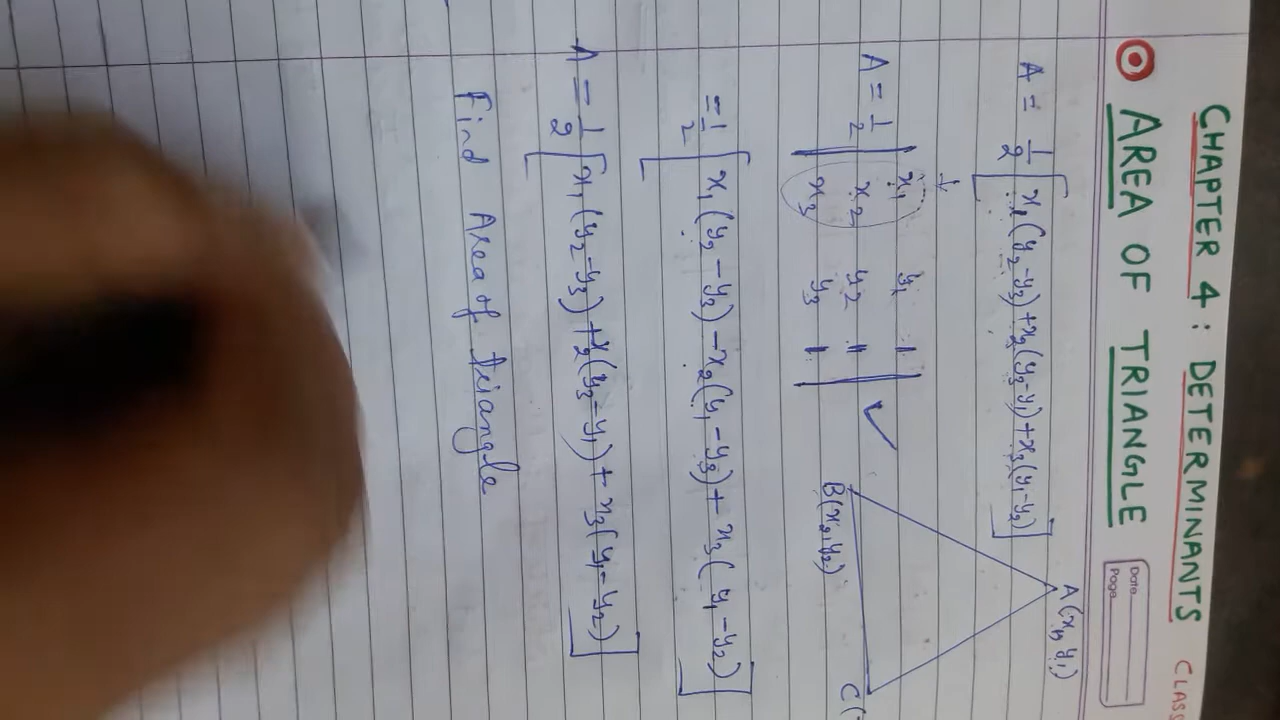 CHAPTER 4 : DETERMINANTS CLASS
AREA OF TRIANGLE
Date
Page
A = 1/2 [x1(y2-y3)+x2(y3-y1)+x3(y1-y2)]
A(x1, y1)
A = 1/2 | x1 y1 1
x2 y2 1
x3 y3 1 | ✓
B(x2, y2)
C(
= 1/2 [x1(y2-y3) - x2(y1-y3) + x3(y1-y2)]
A = 1/2 [x1(y2-y3) + x2(y3-y1) + x3(y1-y2)]
Find Area of triangle